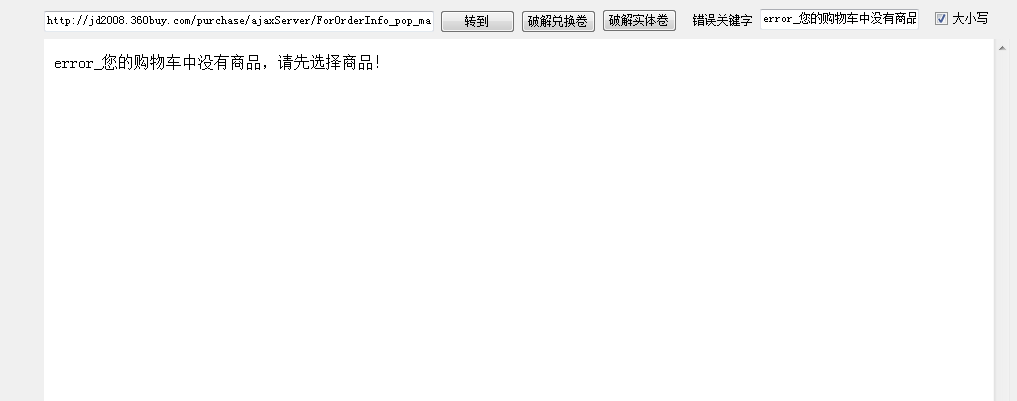 http://jd2008.360buy.com/purchase/ajaxServer/ForOrderInfo_pop_ma 转到 破解兑换卷 破解实体卷 错误关键字 error_您的购物车中没有商品 大小写
error_您的购物车中没有商品，请先选择商品！